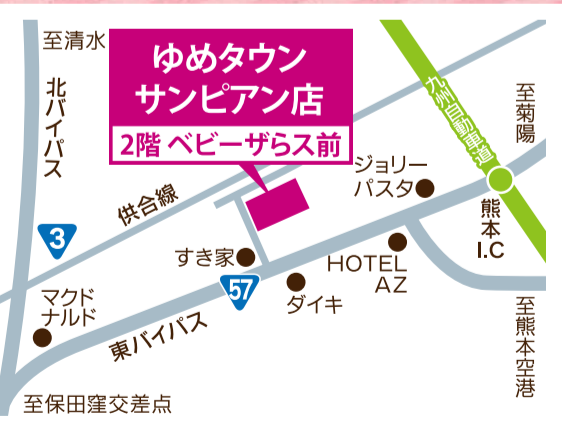 至清水
ゆめタウン
サンピアン店
2階 ベビーザらス前
北バイパス
九州自動車道
至菊陽
ジョリー
パスタ
供合線
熊本
I.C
3
すき家
57
HOTEL
AZ
マクド
ナルド
ダイキ
東バイパス
至熊本空港
至保田窪交差点